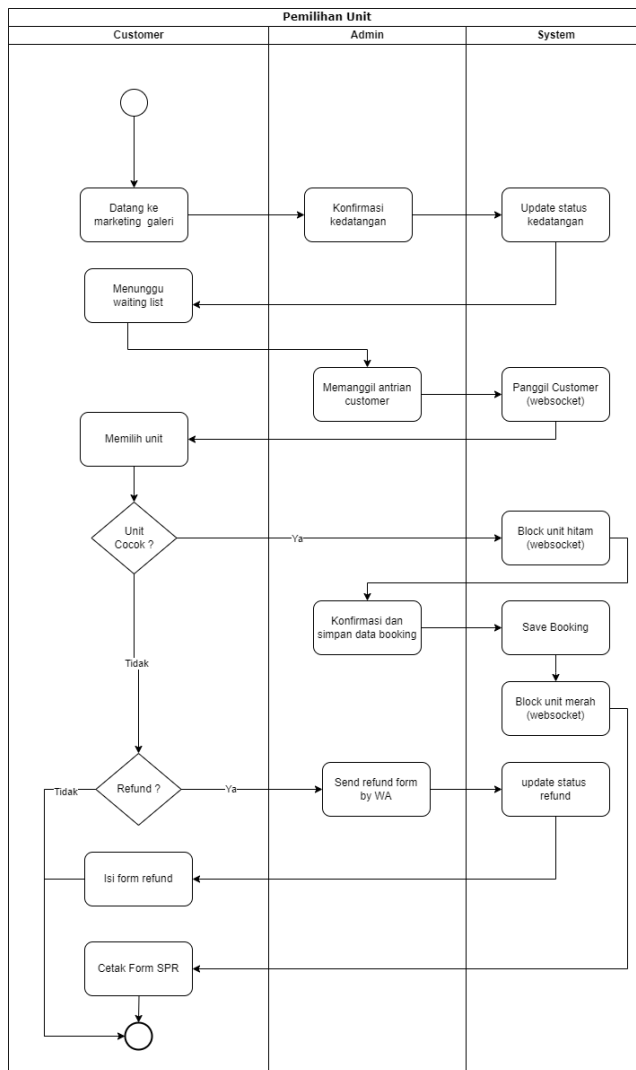 Pemilihan Unit
Customer
Admin
System
Datang ke
marketing galeri
Konfirmasi
kedatangan
Update status
kedatangan
Menunggu
waiting list
Memanggil antrian
customer
Panggil Customer
(websocket)
Memilih unit
Unit
Cocok ?
Ya
Block unit hitam
(websocket)
Konfirmasi dan
simpan data booking
Save Booking
Tidak
Block unit merah
(websocket)
Tidak
Refund ?
Ya
Send refund form
by WA
update status
refund
Isi form refund
Cetak Form SPR